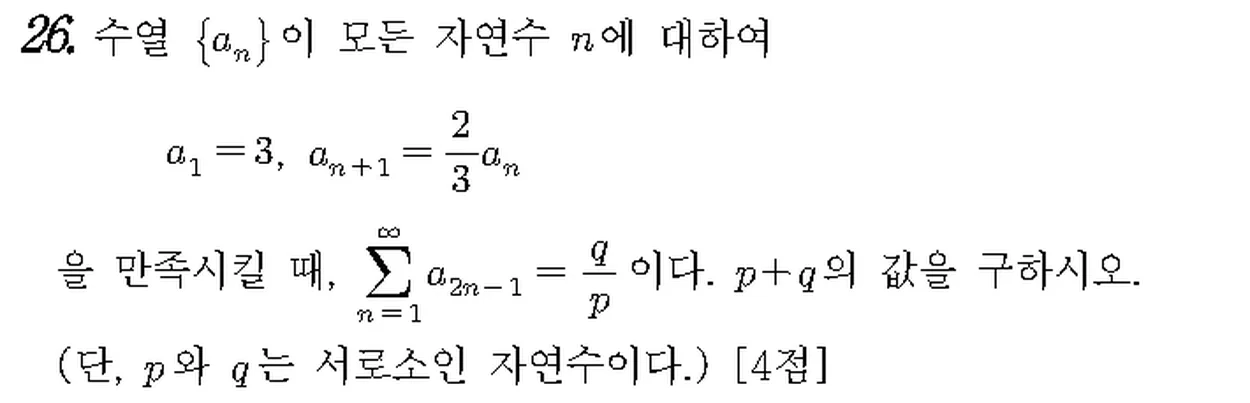 26. 수열 {aₙ}이 모든 자연수 n에 대하여
a₁ = 3, aₙ₊₁ = 2/3 aₙ
을 만족시킬 때, ∑_{n=1}^{∞} a_{2n-1} = q/p 이다. p+q의 값을 구하시오.
(단, p와 q는 서로소인 자연수이다.) [4점]